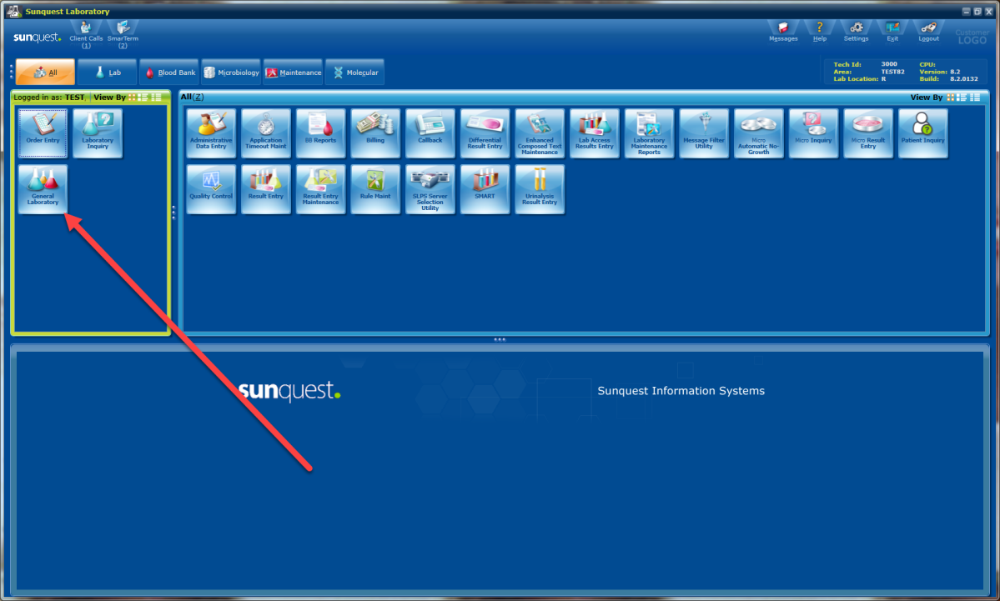 Sunquest Laboratory
sunquest.
Client Calls
(1)
SmarTerm
(2)
Messages
Help
Settings
Exit
Logout
Customer
LOGO
All
Lab
Blood Bank
Microbiology
Maintenance
Molecular
Tech Id: 3000 CPU:
Area: TEST82 Version: 8.2
Lab Location: R Build: 8.2.0132
Logged in as: TEST, View By
Order Entry
Laboratory
Inquiry
General
Laboratory
All(Z)
View By
Administrative
Data Entry
Application
Timeout Maint
BB Reports
Billing
Callback
Differential
Result Entry
Enhanced
Composed Text
Maintenance
Lab Access
Results Entry
Laboratory
Maintenance
Reports
Message Filter
Utility
Micro
Automatic No-
Growth
Micro Inquiry
Micro Result
Entry
Patient Inquiry
Quality Control
Result Entry
Result Entry
Maintenance
Rule Maint
SLPS Server
Selection
Utility
SMART
Urinalysis
Result Entry
sunquest.
Sunquest Information Systems